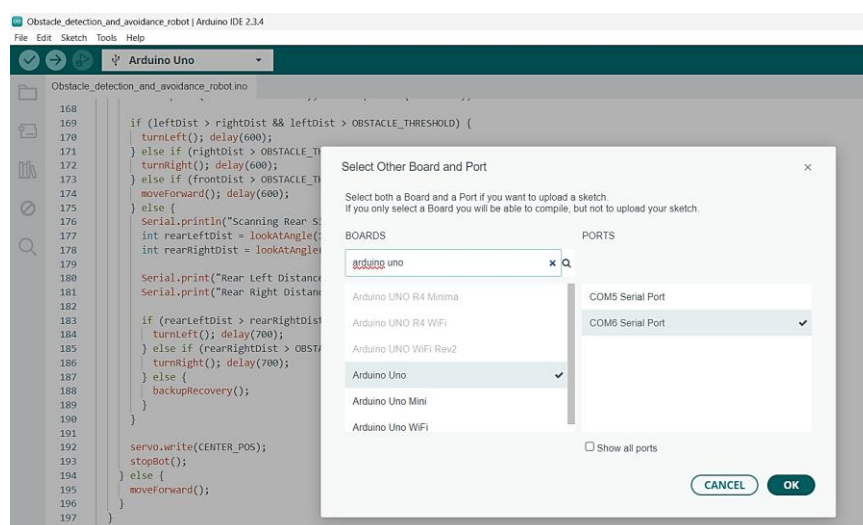 Obstacle_detection_and_avoidance_robot | Arduino IDE 2.3.4
File Edit Sketch Tools Help
Arduino Uno
Obstacle_detection_and_avoidance_robot.ino
168
169 if (leftDist > rightDist && leftDist > OBSTACLE_THRESHOLD) {
170 turnLeft(); delay(600);
171 } else if (rightDist > OBSTACLE_TH
172 turnRight(); delay(600);
173 } else if (frontDist > OBSTACLE_TH
174 moveForward(); delay(600);
175 } else {
176 Serial.println("Scanning Rear S
177 int rearLeftDist = lookAtAngle(
178 int rearRightDist = lookAtAngle
179
180 Serial.print("Rear Left Distanc
181 Serial.print("Rear Right Distan
182
183 if (rearLeftDist > rearRightDist
184 turnLeft(); delay(700);
185 } else if (rearRightDist > OBSTA
186 turnRight(); delay(700);
187 } else {
188 backupRecovery();
189 }
190 }
191
192 servo.write(CENTER_POS);
193 stopBot();
194 } else {
195 moveForward();
196 }
197 }
Select Other Board and Port
Select both a Board and a Port if you want to upload a sketch.
If you only select a Board you will be able to compile, but not to upload your sketch.
BOARDS
arduino uno
Arduino UNO R4 Minima
Arduino UNO R4 WiFi
Arduino UNO WiFi Rev2
Arduino Uno
Arduino Uno Mini
Arduino Uno WiFi
PORTS
COM5 Serial Port
COM6 Serial Port
Show all ports
CANCEL OK